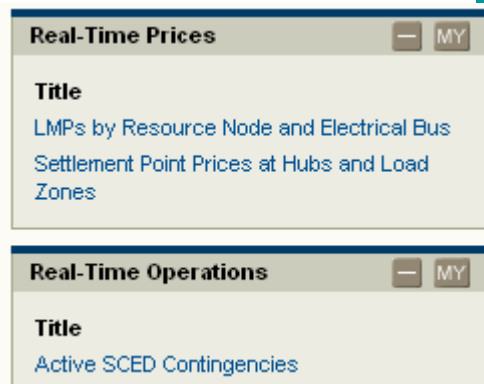 Real-Time Prices
MY
Title
LMPs by Resource Node and Electrical Bus
Settlement Point Prices at Hubs and Load
Zones
Real-Time Operations
MY
Title
Active SCED Contingencies